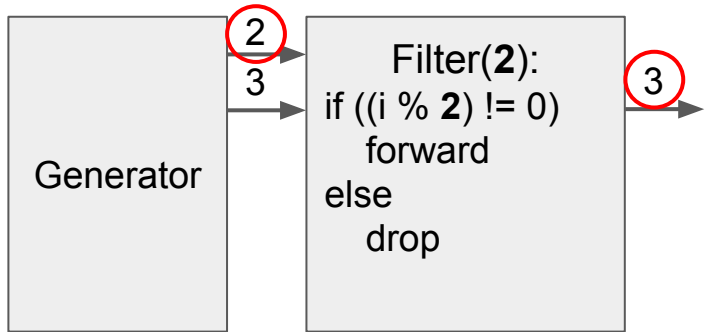 Generator
2
3
Filter(2):
if ((i % 2) != 0)
forward
else
drop
3